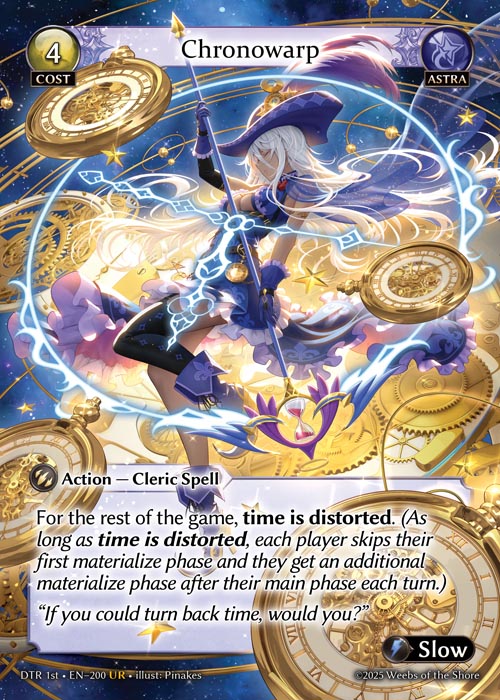 4
COST
Chronowarp
ASTRA
Action — Cleric Spell
For the rest of the game, time is distorted. (As
long as time is distorted, each player skips their
first materialize phase and they get an additional
materialize phase after their main phase each turn.)
“If you could turn back time, would you?”
Slow
DTR 1st • EN–200 UR • illust: Pinakes
©2025 Weebs of the Shore